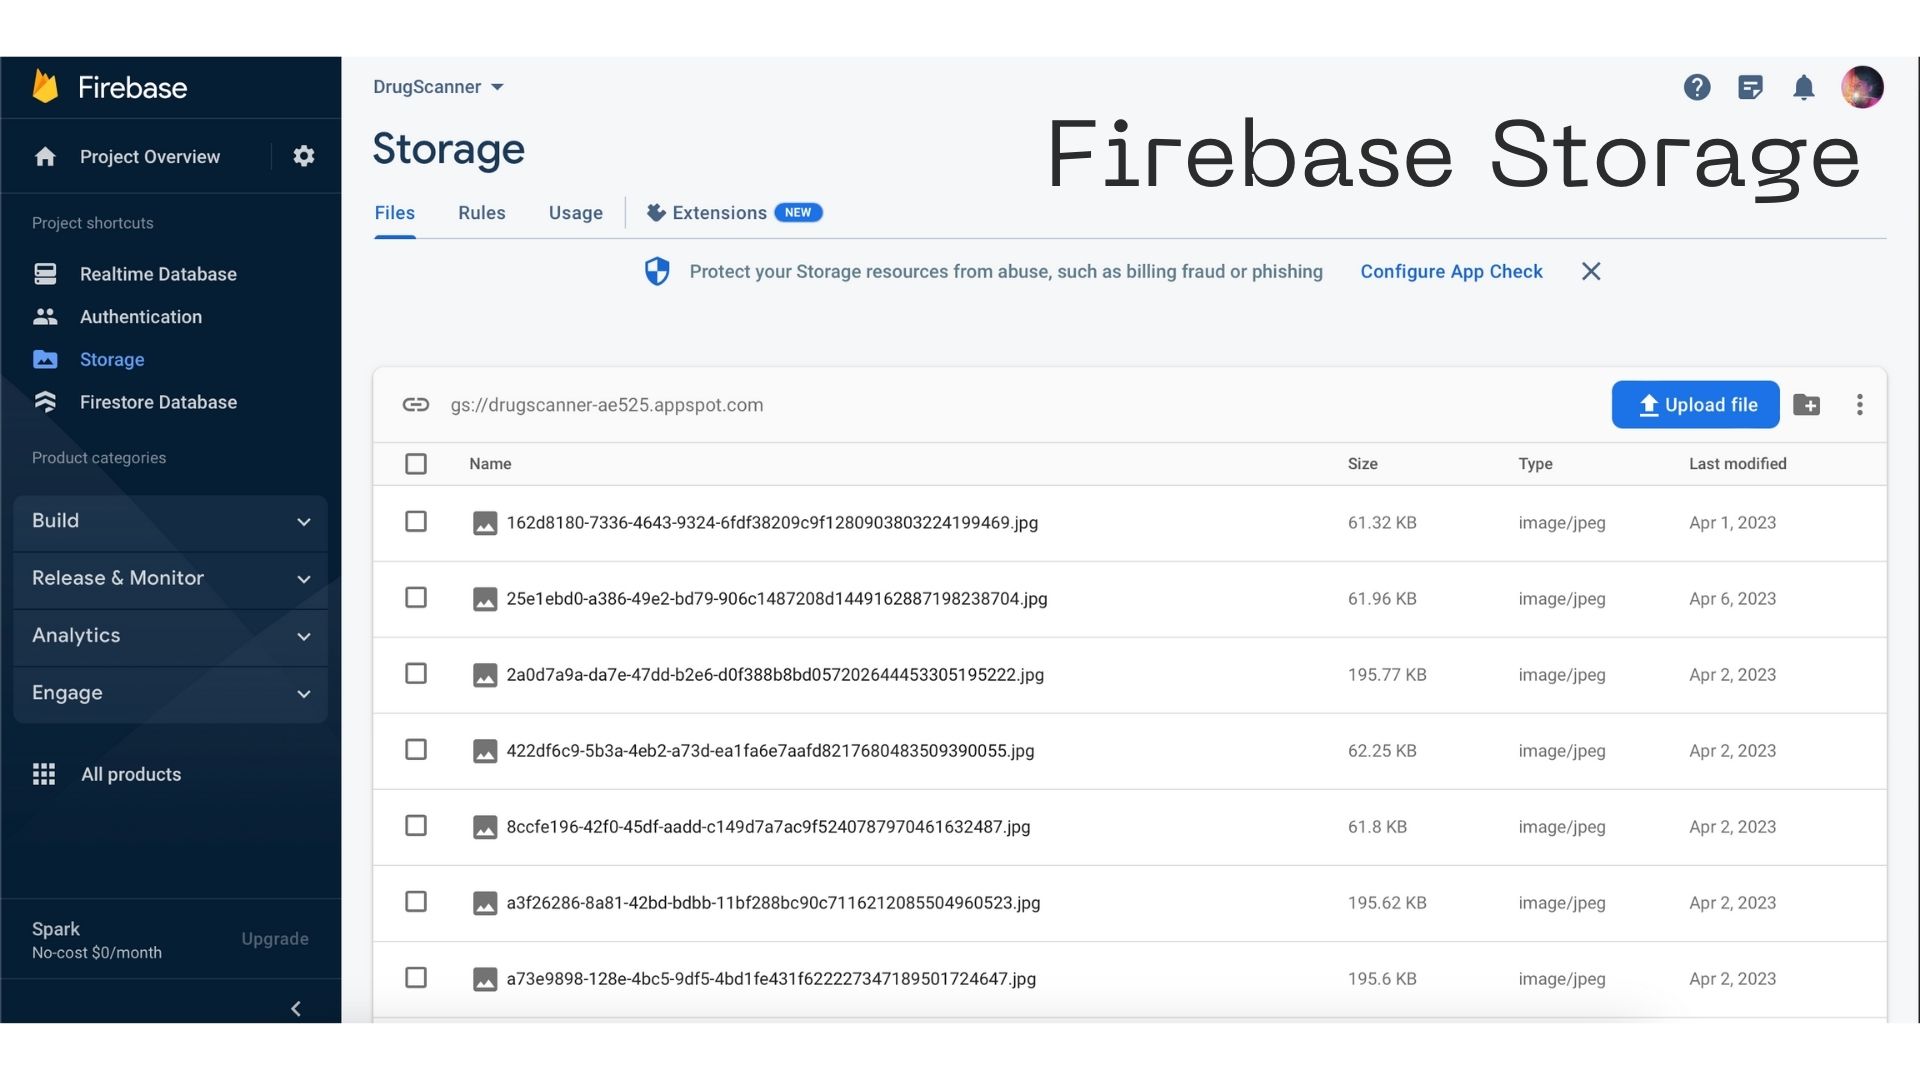 Firebase
Project Overview
Project shortcuts
Realtime Database
Authentication
Storage
Firestore Database
Product categories
Build
Release & Monitor
Analytics
Engage
All products
Spark
No-cost $0/month
Upgrade
DrugScanner
Storage
Firebase Storage
Files Rules Usage Extensions NEW
Protect your Storage resources from abuse, such as billing fraud or phishing Configure App Check
gs://drugscanner-ae525.appspot.com
Upload file
Name Size Type Last modified
162d8180-7336-4643-9324-6fdf38209c9f1280903803224199469.jpg 61.32 KB image/jpeg Apr 1, 2023
25e1ebd0-a386-49e2-bd79-906c1487208d1449162887198238704.jpg 61.96 KB image/jpeg Apr 6, 2023
2a0d7a9a-da7e-47dd-b2e6-d0f388b8bd057202644453305195222.jpg 195.77 KB image/jpeg Apr 2, 2023
422df6c9-5b3a-4eb2-a73d-ea1fa6e7aafd8217680483509390055.jpg 62.25 KB image/jpeg Apr 2, 2023
8ccfe196-42f0-45df-aadd-c149d7a7ac9f5240787970461632487.jpg 61.8 KB image/jpeg Apr 2, 2023
a3f26286-8a81-42bd-bdbb-11bf288bc90c7116212085504960523.jpg 195.62 KB image/jpeg Apr 2, 2023
a73e9898-128e-4bc5-9df5-4bd1fe431f622227347189501724647.jpg 195.6 KB image/jpeg Apr 2, 2023